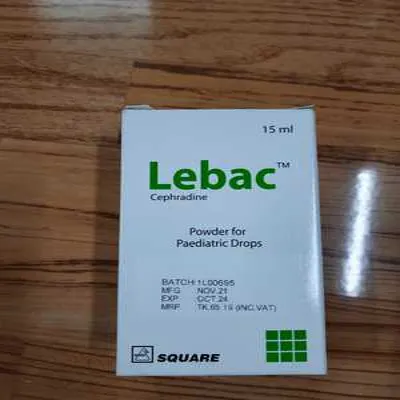 15 ml
Lebac™
Cephradine
Powder for
Paediatric Drops
BATCH:1L00695
MFG NOV.21
EXP OCT.24
MRP TK.65.19 (INC.VAT)
SQUARE